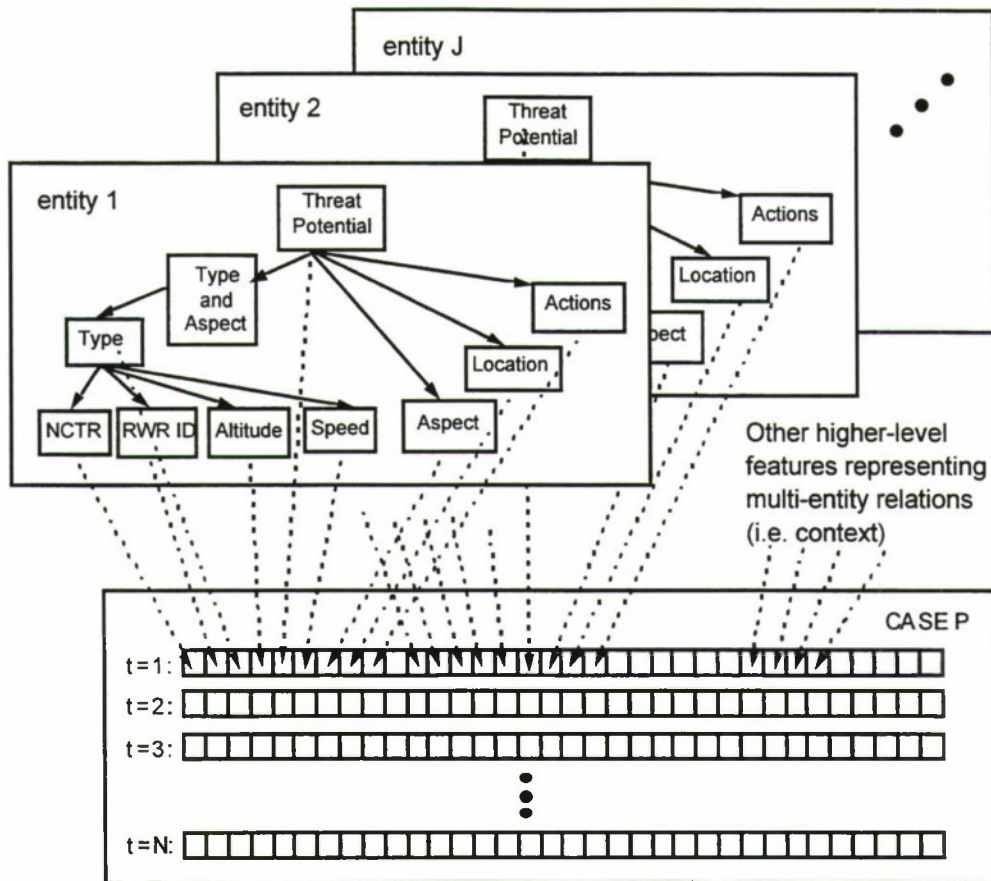 entity J
entity 2
Threat
Potential
Actions
Location
pect
entity 1
Threat
Potential
Type
and
Aspect
Actions
Type
Location
NCTR
RWR ID
Altitude
Speed
Aspect
Other higher-level
features representing
multi-entity relations
(i.e. context)
CASE P
t=1:
t=2:
t=3:
t=N: